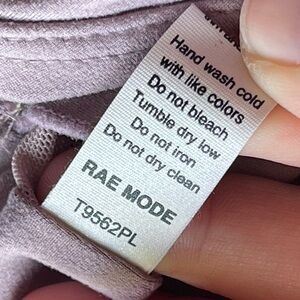 Hand wash cold
with like colors
Do not bleach
Tumble dry low
Do not iron
Do not dry clean
RAE MODE
T9562PL